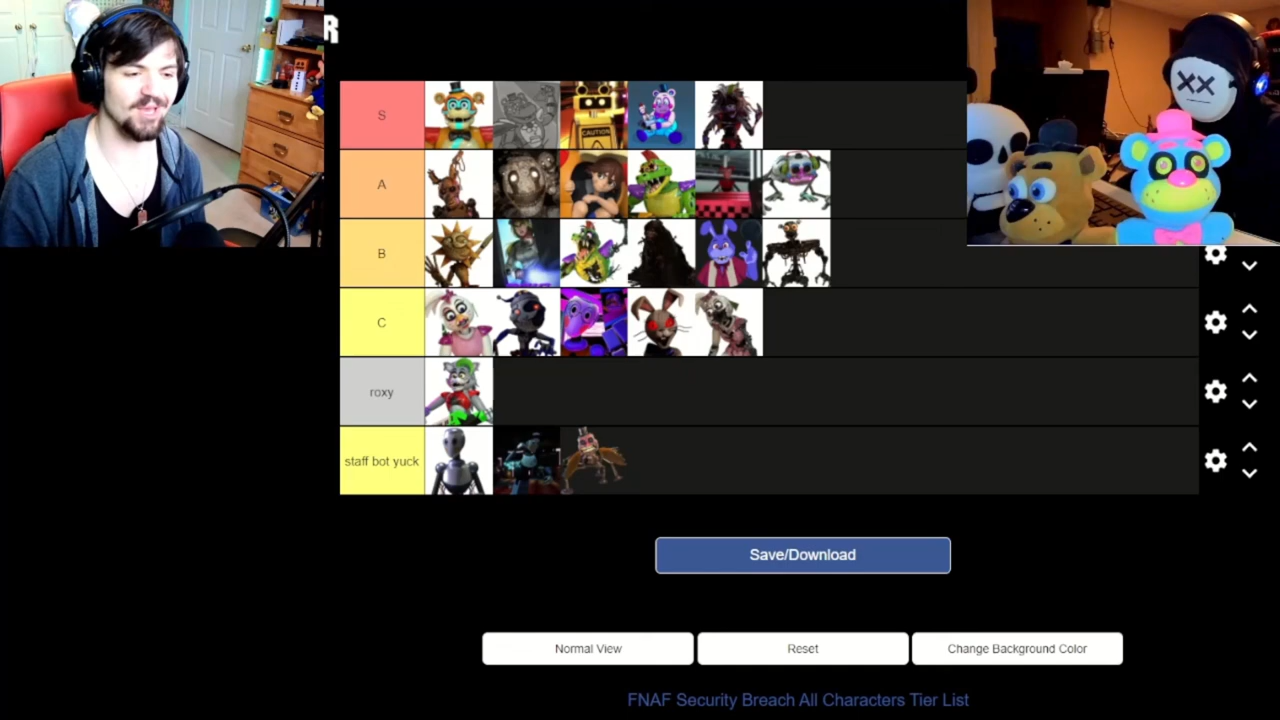 R
S
CAUTION
A
B
C
roxy
staff bot yuck
Save/Download
Normal View
Reset
Change Background Color
FNAF Security Breach All Characters Tier List